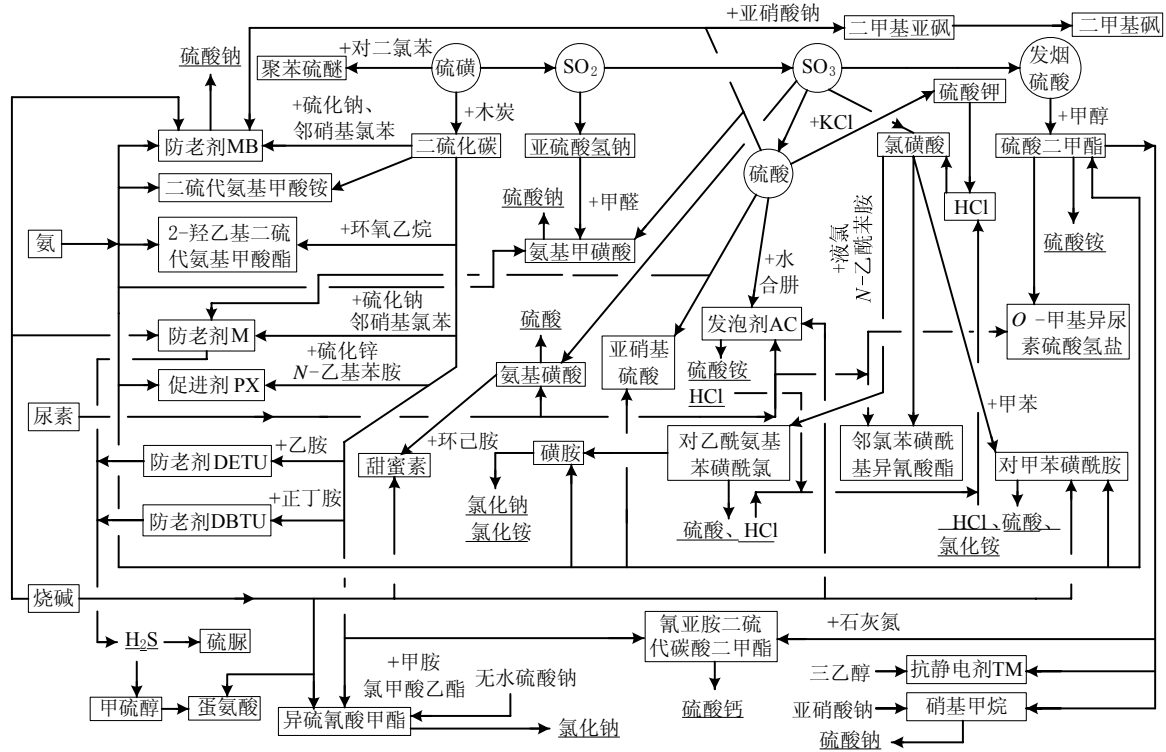 +亚硝酸钠
二甲基亚砜
二甲基砜
硫酸钠
+对二氯苯
聚苯硫醚
硫磺
SO₂
SO₃
发烟
硫酸
+硫化钠、
邻硝基氯苯
+木炭
+KCl
硫酸钾
+甲醇
防老剂MB
二硫化碳
亚硫酸氢钠
氯磺酸
硫酸二甲酯
硫酸
二硫代氨基甲酸铵
硫酸钠
+甲醛
HCl
氨
2-羟乙基二硫
代氨基甲酸酯
+环氧乙烷
氨基甲磺酸
+液氯
N-乙酰苯胺
硫酸铵
+水
合肼
+硫化钠
邻硝基氯苯
防老剂M
硫酸
发泡剂AC
O -甲基异尿
素硫酸氢盐
+硫化锌
N-乙基苯胺
亚硝基
硫酸
硫酸铵
促进剂 PX
氨基磺酸
HCl
+甲苯
尿素
+乙胺
+环己胺
对乙酰氨基
苯磺酰氯
邻氯苯磺酰
基异氰酸酯
防老剂DETU
甜蜜素
磺胺
对甲苯磺酰胺
+正丁胺
氯化钠
氯化铵
防老剂DBTU
硫酸、
HCl
HCl、硫酸、
氯化铵
烧碱
氰亚胺二硫
代碳酸二甲酯
+石灰氮
H₂S
硫脲
+甲胺
氯甲酸乙酯
无水硫酸钠
三乙醇
抗静电剂TM
甲硫醇
蛋氨酸
硫酸钙
亚硝酸钠
硝基甲烷
异硫氰酸甲酯
氯化钠
硫酸钠